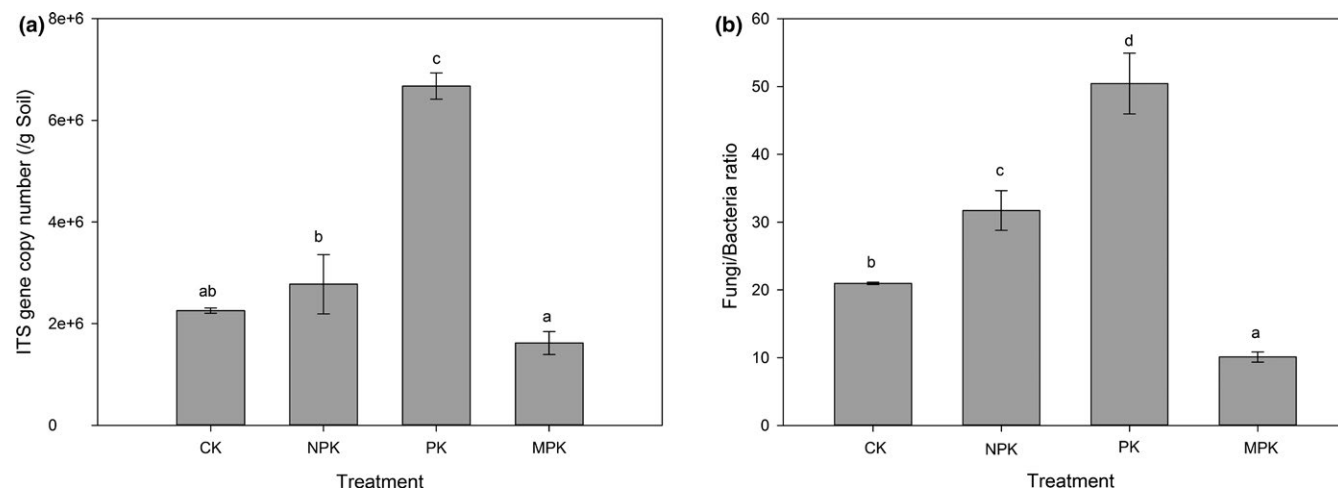 (a)
8e+6
6e+6
4e+6
2e+6
0
ITS gene copy number (/g Soil)
ab
b
c
a
CK NPK PK MPK
Treatment
(b)
60
50
40
30
20
10
0
Fungi/Bacteria ratio
b
c
d
a
CK NPK PK MPK
Treatment